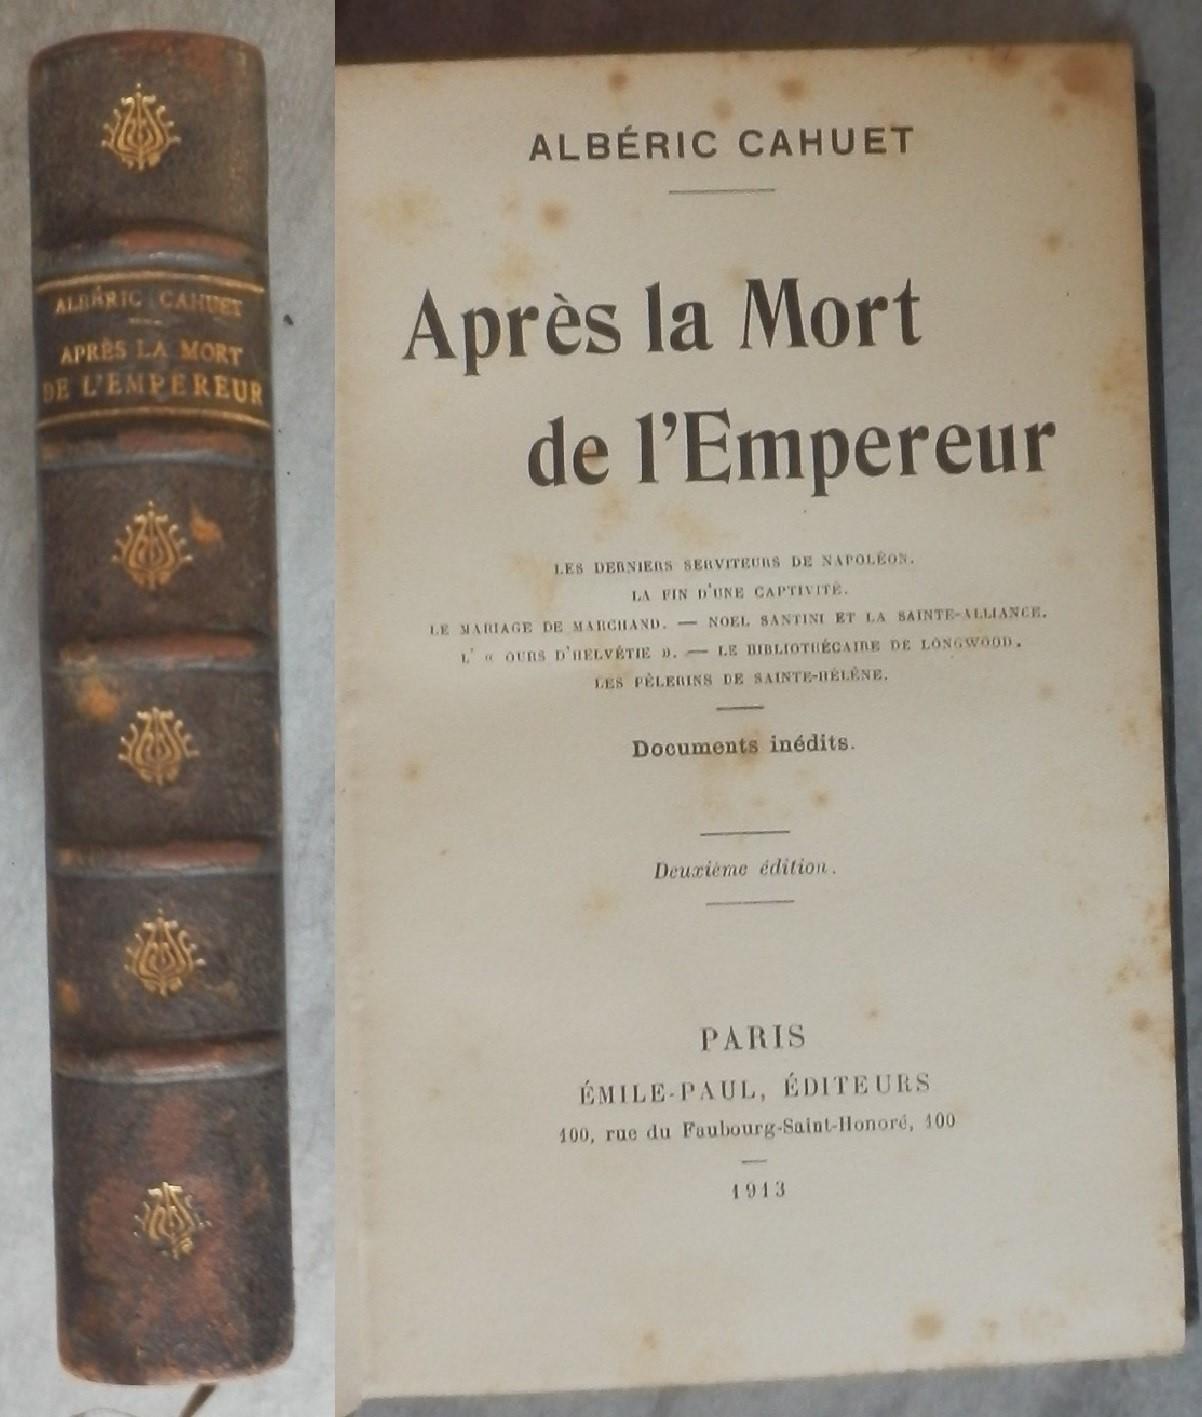 ALBÉRIC CAHUET
APRÈS LA MORT
DE L'EMPEREUR
ALBÉRIC CAHUET
Après la Mort
de l'Empereur
LES DERNIERS SERVITEURS DE NAPOLÉON.
LA FIN D'UNE CAPTIVITÉ.
LE MARIAGE DE MARCHAND. — NOEL SANTINI ET LA SAINTE-ALLIANCE.
L' « OURS D'HELVÉTIE ». — LE BIBLIOTHÉCAIRE DE LONGWOOD.
LES PÈLERINS DE SAINTE-HÉLÈNE.
Documents inédits.
Deuxième édition.
PARIS
ÉMILE-PAUL, ÉDITEURS
100, rue du Faubourg-Saint-Honoré, 100
1913